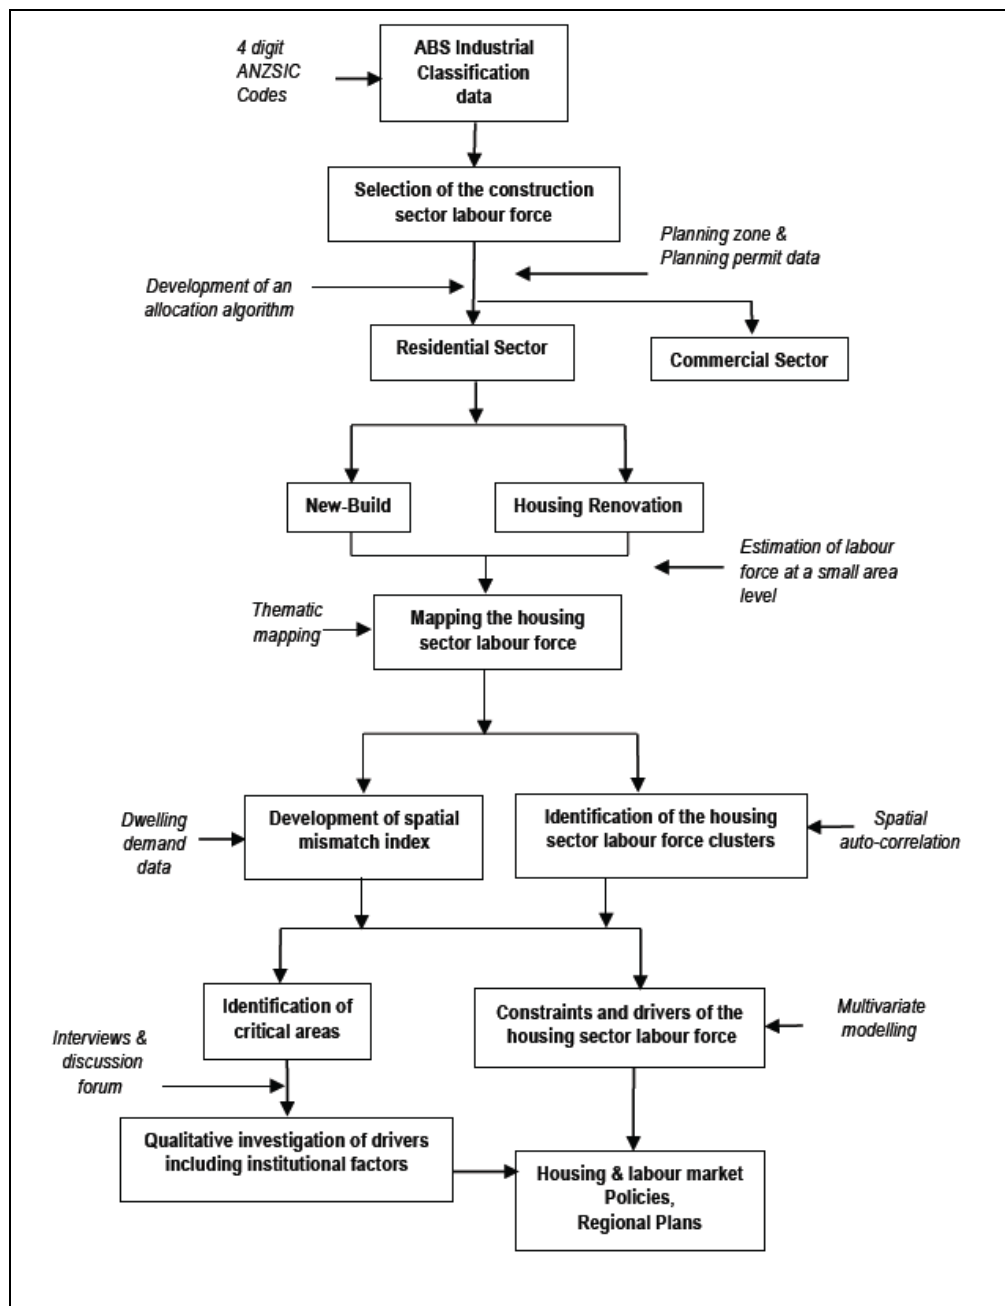 4 digit
ANZSIC
Codes
ABS Industrial
Classification
data
Selection of the construction
sector labour force
Planning zone &
Planning permit data
Development of an
allocation algorithm
Residential Sector
Commercial Sector
New-Build
Housing Renovation
Estimation of labour
force at a small area
level
Thematic
mapping
Mapping the housing
sector labour force
Dwelling
demand
data
Development of spatial
mismatch index
Identification of the housing
sector labour force clusters
Spatial
auto-correlation
Identification of
critical areas
Constraints and drivers of the
housing sector labour force
Multivariate
modelling
Interviews &
discussion
forum
Qualitative investigation of drivers
including institutional factors
Housing & labour market
Policies,
Regional Plans